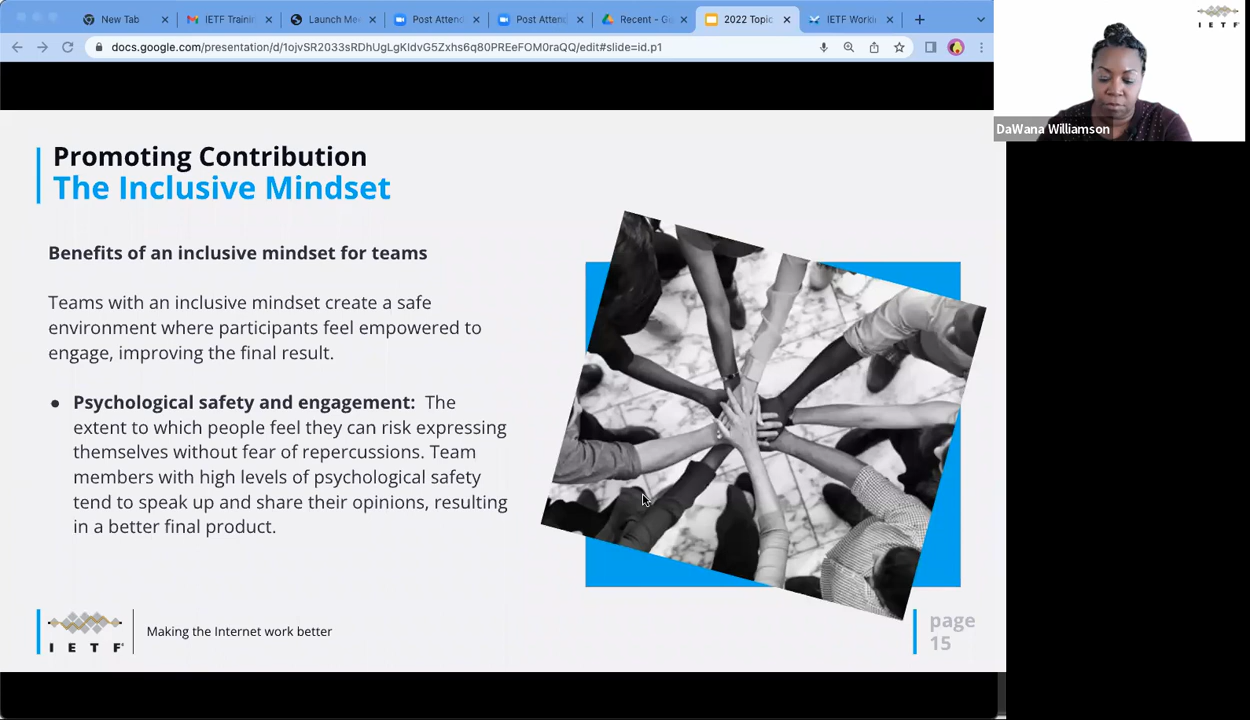 New Tab
IETF Traini
Launch Me
Post Attend
Post Attend
Recent - G
2022 Topic
IETF Worki
docs.google.com/presentation/d/1ojvSR2033sRDhUgLgKldvG5Zxhs6q80PREeFOM0raQQ/edit#slide=id.p1
IETF
DaWana Williamson
Promoting Contribution
The Inclusive Mindset
Benefits of an inclusive mindset for teams
Teams with an inclusive mindset create a safe
environment where participants feel empowered to
engage, improving the final result.
● Psychological safety and engagement: The
extent to which people feel they can risk expressing
themselves without fear of repercussions. Team
members with high levels of psychological safety
tend to speak up and share their opinions, resulting
in a better final product.
I E T F®
Making the Internet work better
page
15